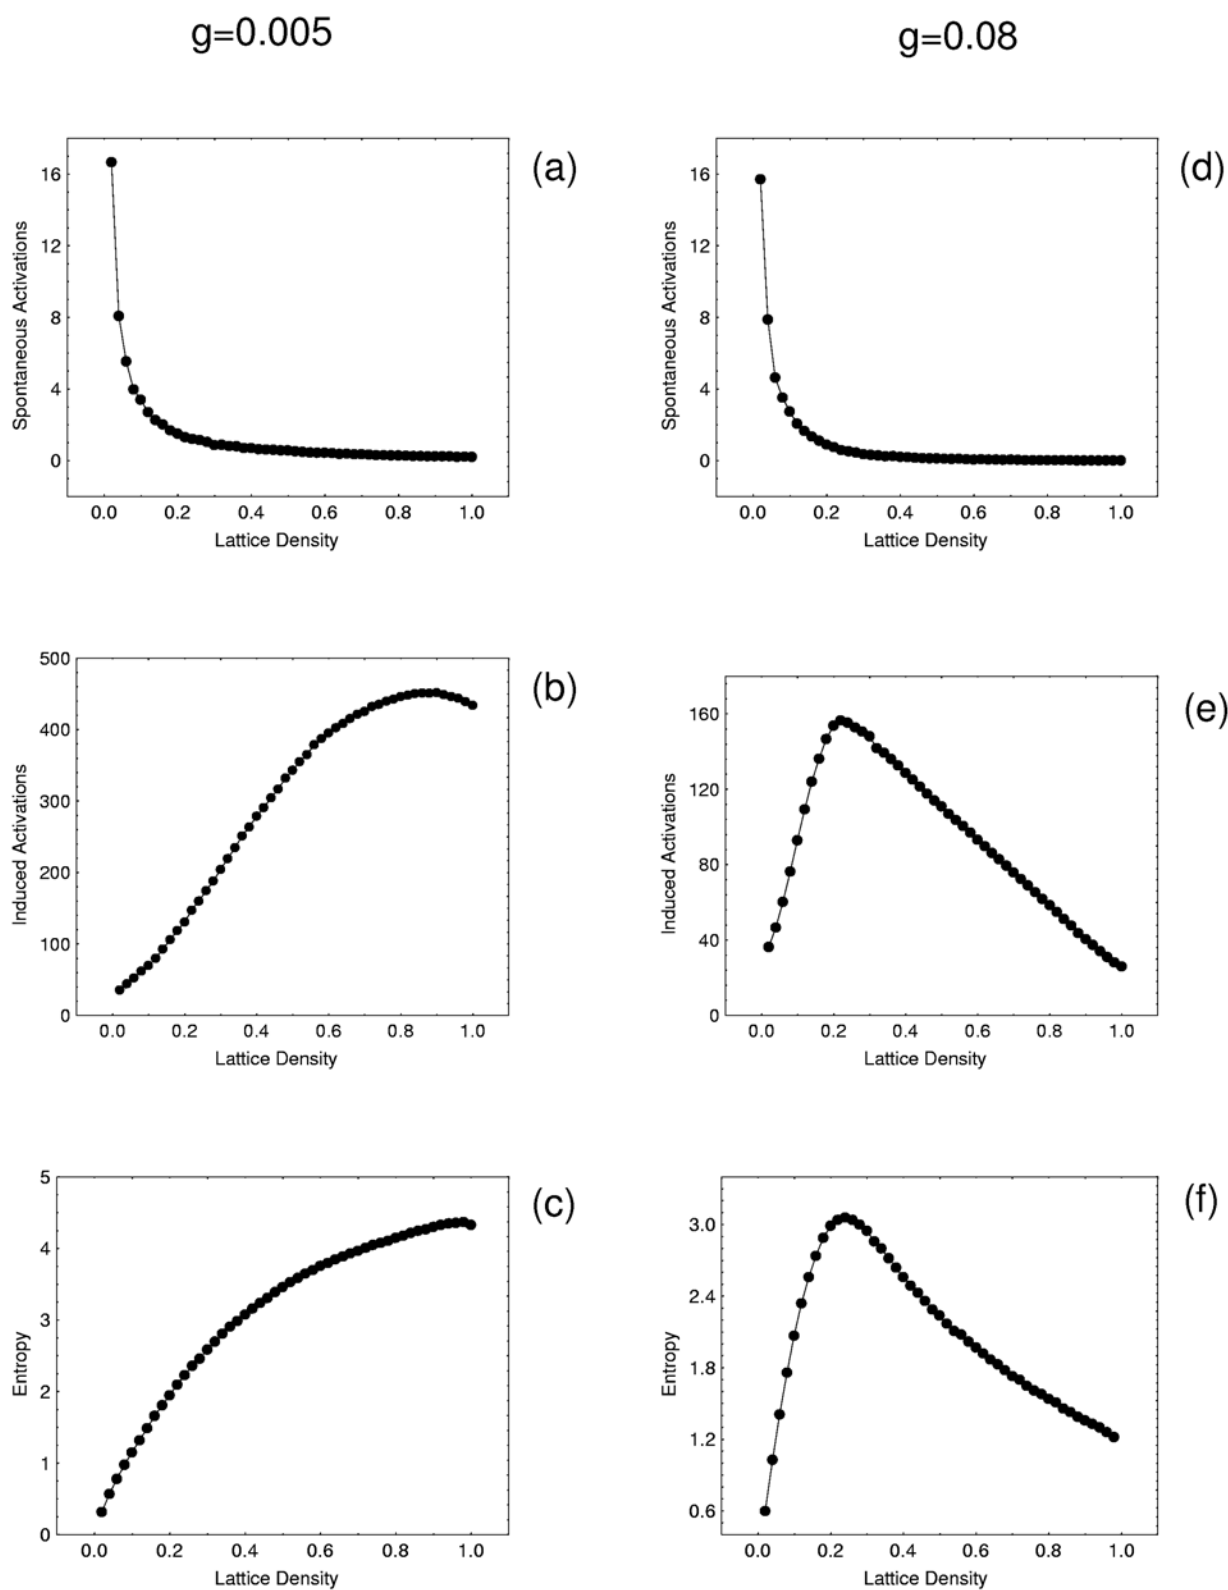 g=0.005
g=0.08
(a)
Spontaneous Activations
16
12
8
4
0
0.0 0.2 0.4 0.6 0.8 1.0
Lattice Density
(d)
Spontaneous Activations
16
12
8
4
0
0.0 0.2 0.4 0.6 0.8 1.0
Lattice Density
(b)
Induced Activations
500
400
300
200
100
0
0.0 0.2 0.4 0.6 0.8 1.0
Lattice Density
(e)
Induced Activations
160
120
80
40
0
0.0 0.2 0.4 0.6 0.8 1.0
Lattice Density
(c)
Entropy
5
4
3
2
1
0
0.0 0.2 0.4 0.6 0.8 1.0
Lattice Density
(f)
Entropy
3.0
2.4
1.8
1.2
0.6
0.0 0.2 0.4 0.6 0.8 1.0
Lattice Density